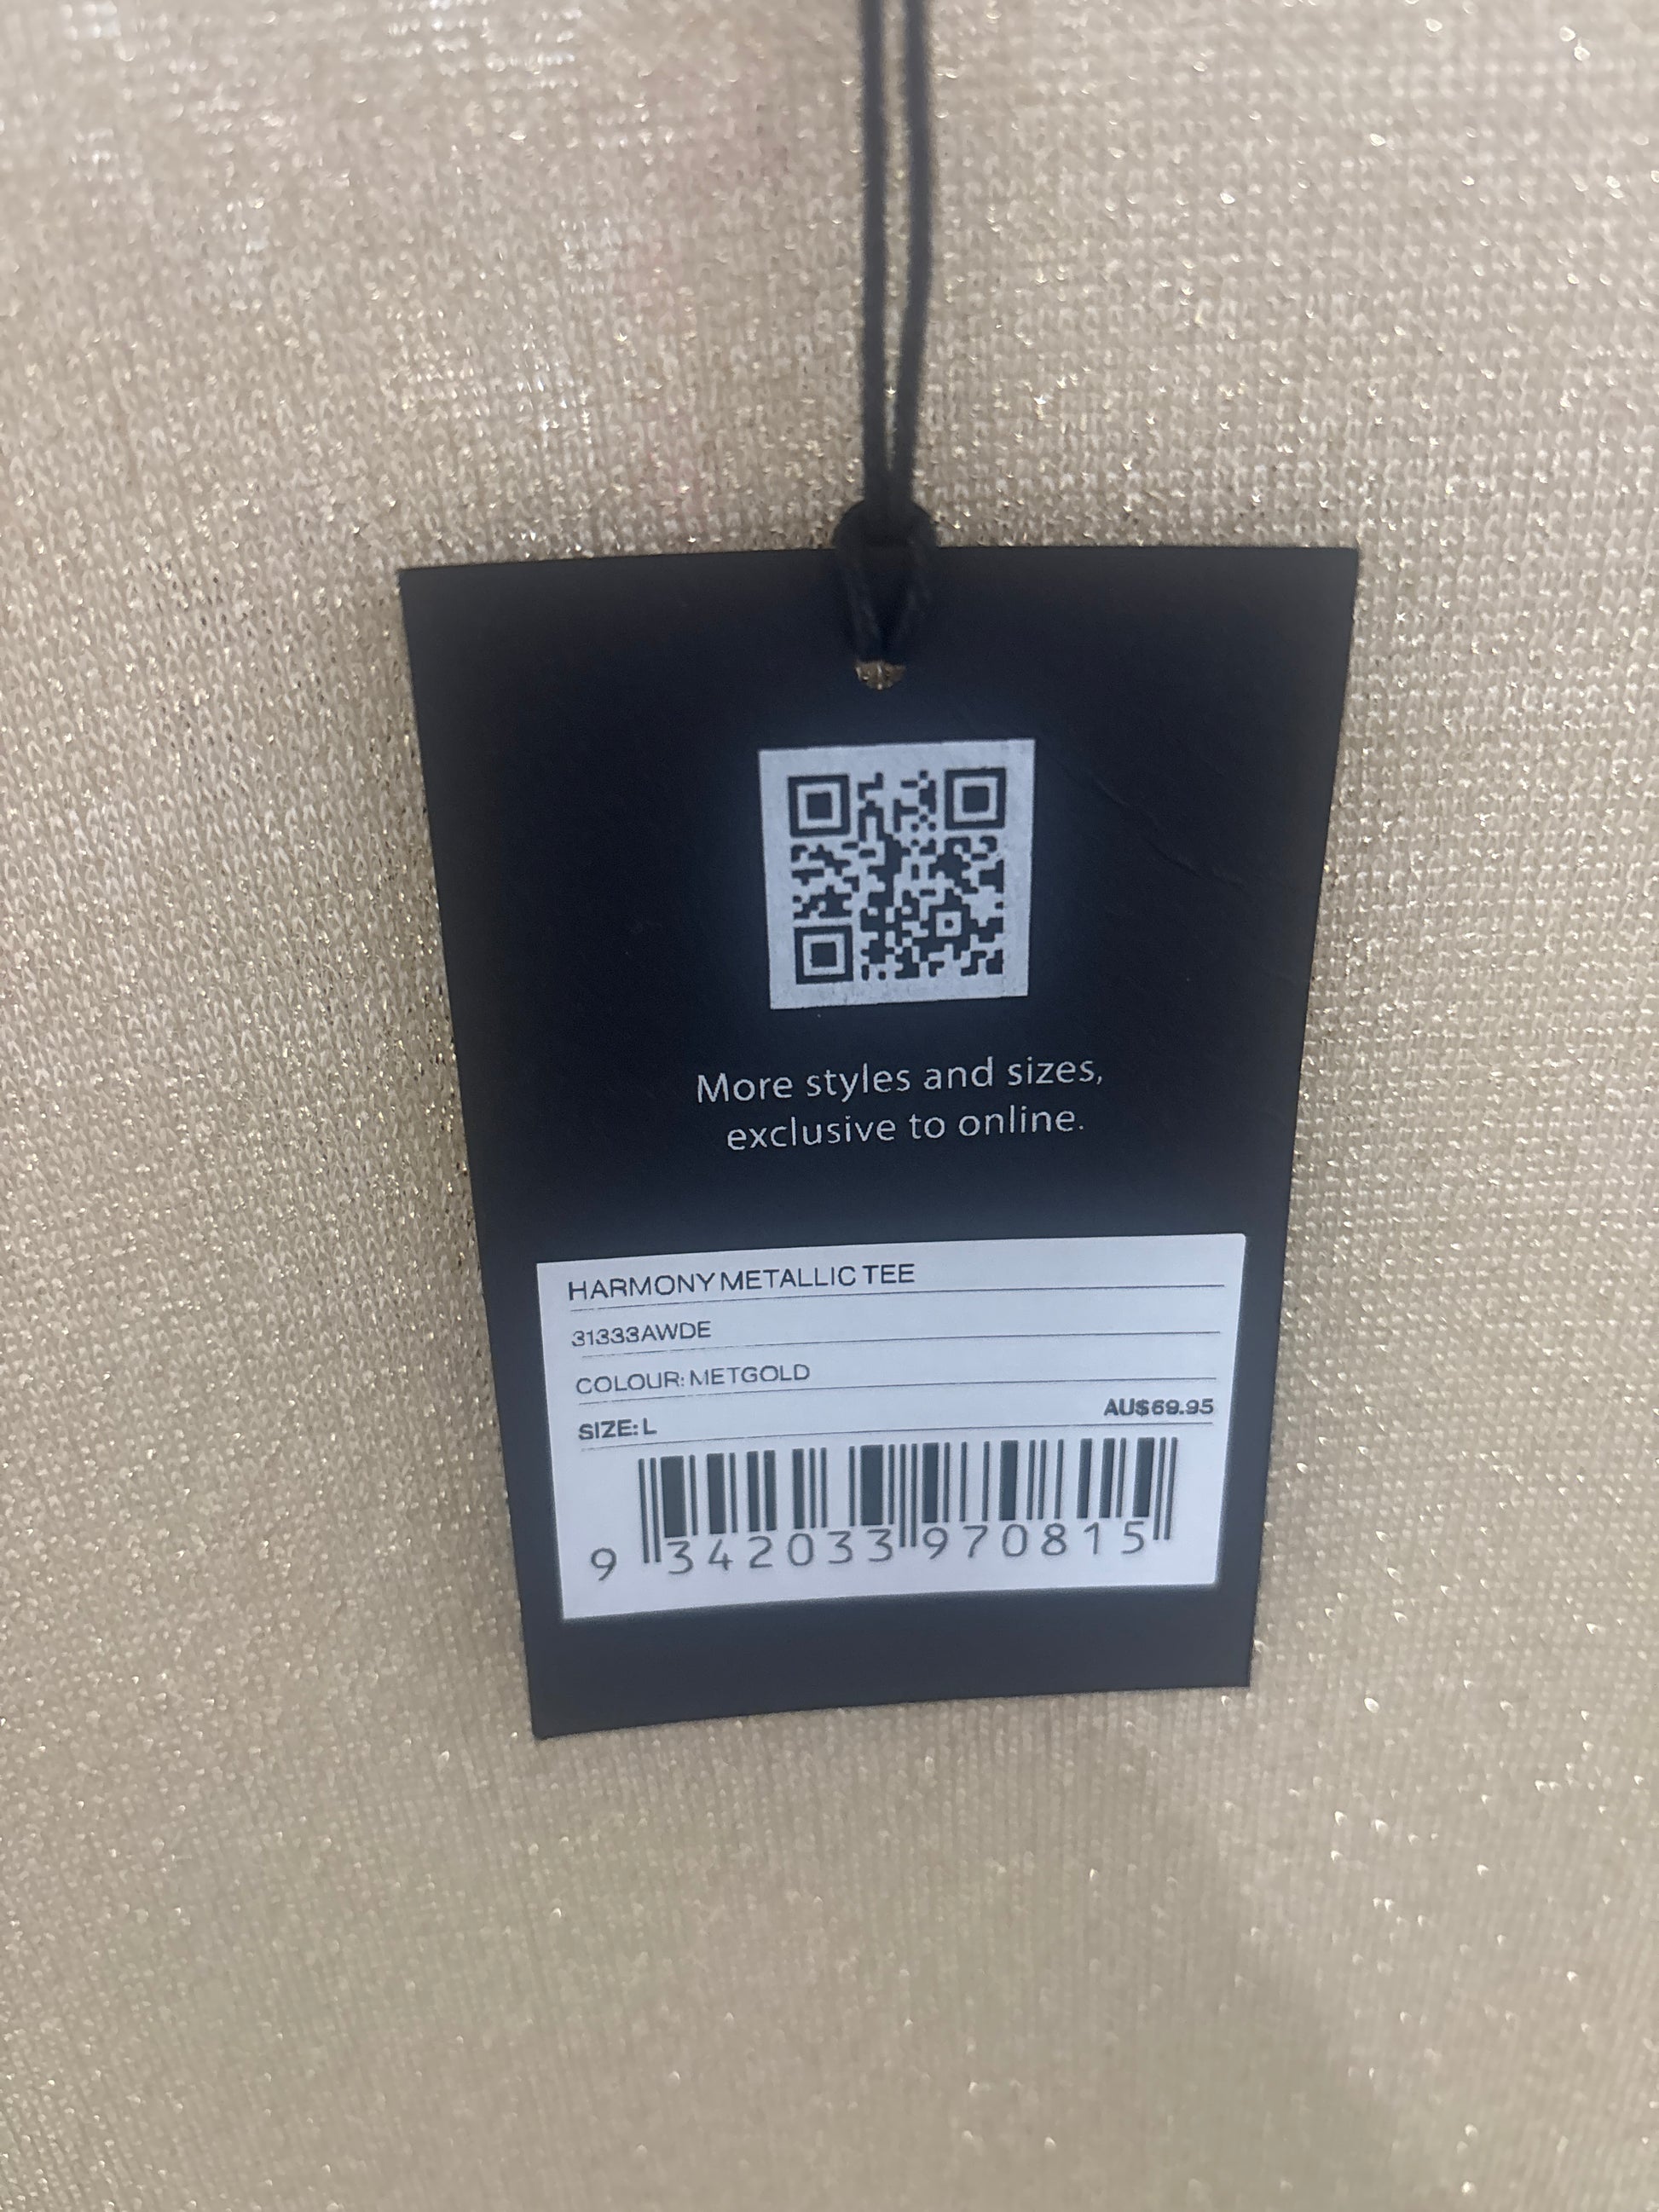 More styles and sizes,
exclusive to online.
HARMONY METALLIC TEE
31333AWDE
COLOUR: METGOLD
AU$69.95
SIZE: L
9 342033 970815